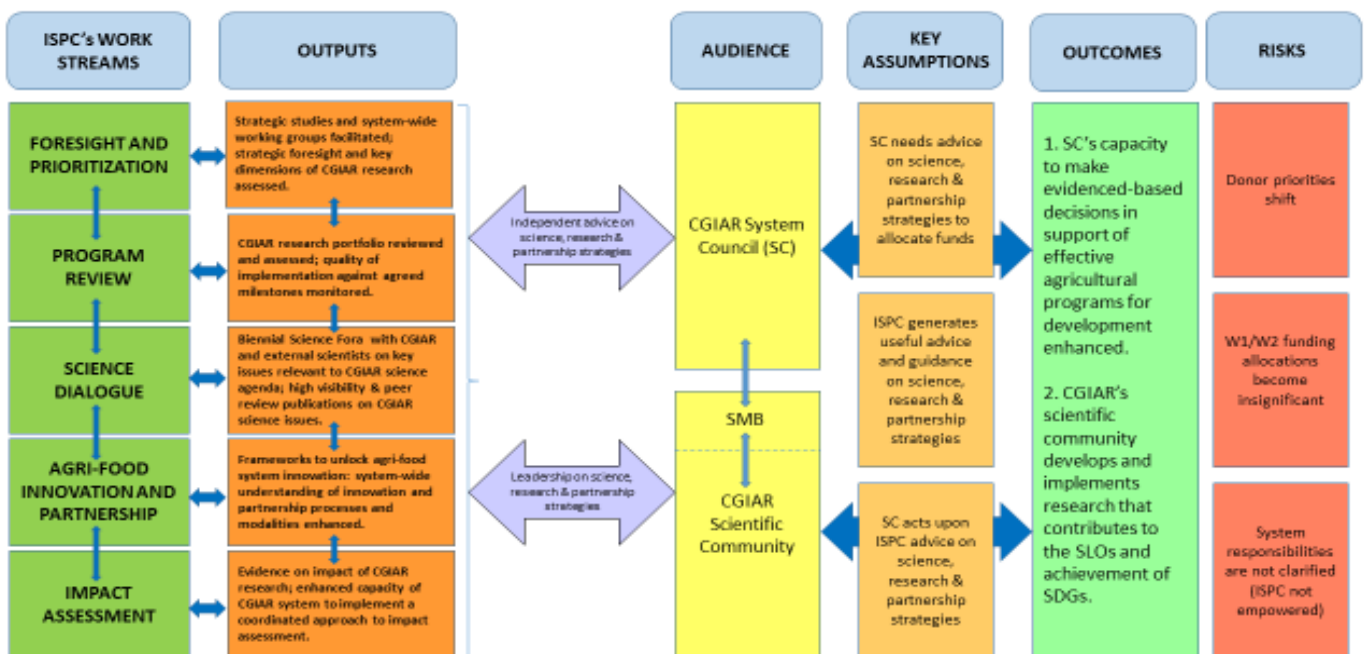 ISPC's WORK
STREAMS
OUTPUTS
AUDIENCE
KEY
ASSUMPTIONS
OUTCOMES
RISKS
FORESIGHT AND
PRIORITIZATION
PROGRAM
REVIEW
SCIENCE
DIALOGUE
AGRI-FOOD
INNOVATION AND
PARTNERSHIP
IMPACT
ASSESSMENT
Strategic studies and system-wide
working groups facilitated;
strategic foresight and key
dimensions of CGIAR research
assessed.
CGIAR research portfolio reviewed
and assessed; quality of
implementation against agreed
milestones monitored.
Biennial Science Fora with CGIAR
and external scientists on key
issues relevant to CGIAR science
agenda; high visibility & peer
review publications on CGIAR
science issues.
Frameworks to unlock agri-food
system innovation: system-wide
understanding of innovation and
partnership processes and
modalities enhanced.
Evidence on impact of CGIAR
research; enhanced capacity of
CGIAR system to implement a
coordinated approach to impact
assessment.
Independent advice on
science, research &
partnership strategies
Leadership on science,
research & partnership
strategies
CGIAR System
Council (SC)
SMB
CGIAR
Scientific
Community
SC needs advice
on science,
research &
partnership
strategies to
allocate funds
ISPC generates
useful advice
and guidance
on science,
research &
partnership
strategies
SC acts upon
ISPC advice on
science,
research &
partnership
strategies
1. SC's capacity
to make
evidenced-based
decisions in
support of
effective
agricultural
programs for
development
enhanced.
2. CGIAR's
scientific
community
develops and
implements
research that
contributes to
the SLOs and
achievement of
SDGs.
Donor priorities
shift
W1/W2 funding
allocations
become
insignificant
System
responsibilities
are not clarified
(ISPC not
empowered)